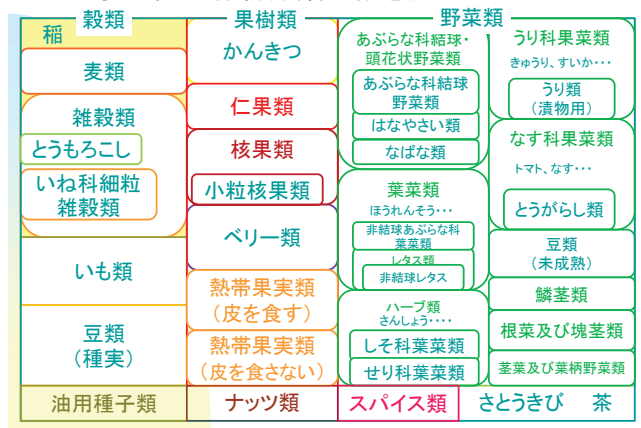 穀類
稲
麦類
雑穀類
とうもろこし
いね科細粒
雑穀類
いも類
豆類
(種実)
油用種子類
果樹類
かんきつ
仁果類
核果類
小粒核果類
ベリー類
熱帯果実類
(皮を食す)
熱帯果実類
(皮を食さない)
ナッツ類
野菜類
あぶらな科結球・
頭花状野菜類
あぶらな科結球
野菜類
はなやさい類
なばな類
葉菜類
ほうれんそう・・・
非結球あぶらな科
葉菜類
レタス類
非結球レタス
ハーブ類
さんしょう・・・・
しそ科葉菜類
せり科葉菜類
スパイス類
うり科果菜類
きゅうり、すいか・・・
うり類
(漬物用)
なす科果菜類
トマト、なす・・・
とうがらし類
豆類
(未成熟)
鱗茎類
根菜及び塊茎類
茎葉及び葉柄野菜類
さとうきび 茶